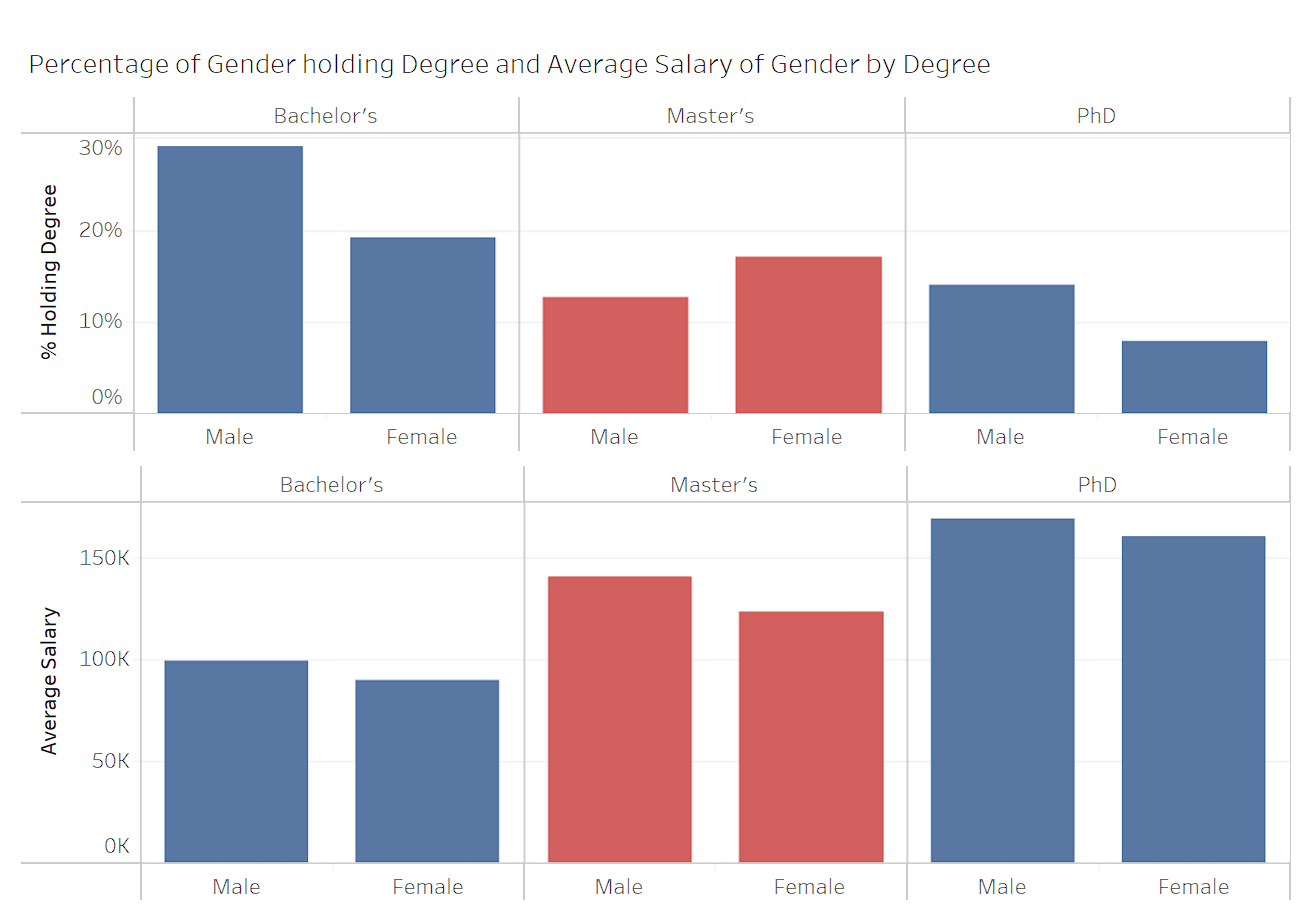 Percentage of Gender holding Degree and Average Salary of Gender by Degree
Bachelor's Master's PhD
30%
20%
10%
0%
% Holding Degree
Male Female Male Female Male Female
Bachelor's Master's PhD
150K
100K
50K
0K
Average Salary
Male Female Male Female Male Female